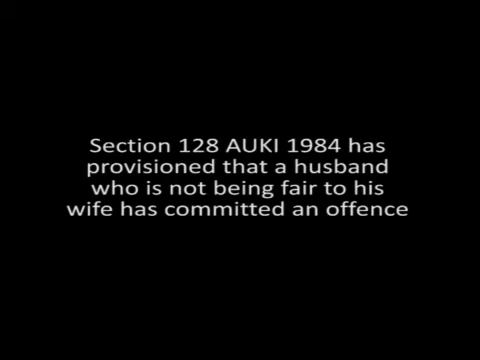 Section 128 AUKI 1984 has
provisioned that a husband
who is not being fair to his
wife has committed an offence